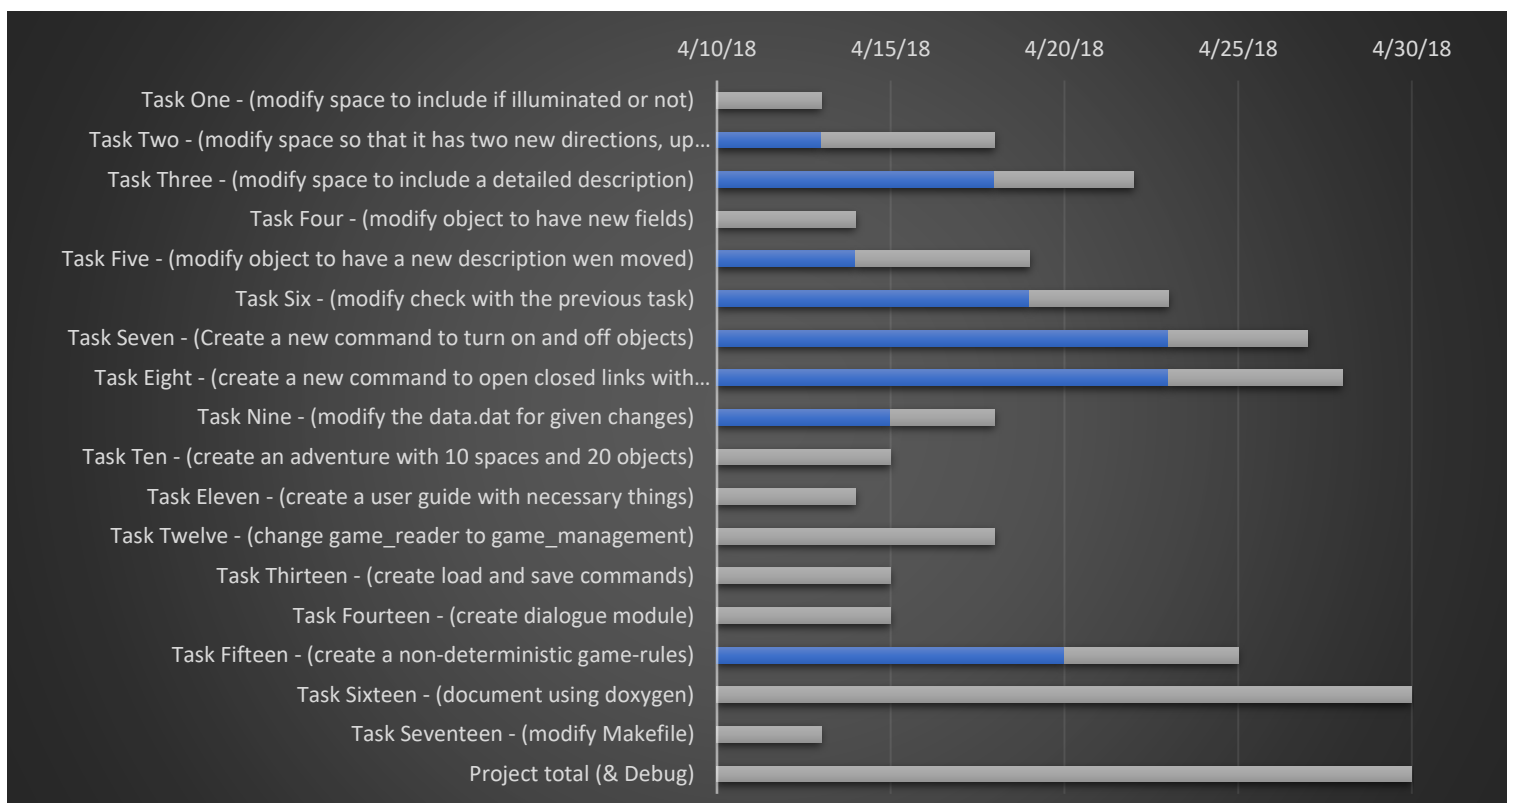 4/10/18 4/15/18 4/20/18 4/25/18 4/30/18
Task One - (modify space to include if illuminated or not)
Task Two - (modify space so that it has two new directions, up...
Task Three - (modify space to include a detailed description)
Task Four - (modify object to have new fields)
Task Five - (modify object to have a new description wen moved)
Task Six - (modify check with the previous task)
Task Seven - (Create a new command to turn on and off objects)
Task Eight - (create a new command to open closed links with...
Task Nine - (modify the data.dat for given changes)
Task Ten - (create an adventure with 10 spaces and 20 objects)
Task Eleven - (create a user guide with necessary things)
Task Twelve - (change game_reader to game_management)
Task Thirteen - (create load and save commands)
Task Fourteen - (create dialogue module)
Task Fifteen - (create a non-deterministic game-rules)
Task Sixteen - (document using doxygen)
Task Seventeen - (modify Makefile)
Project total (& Debug)